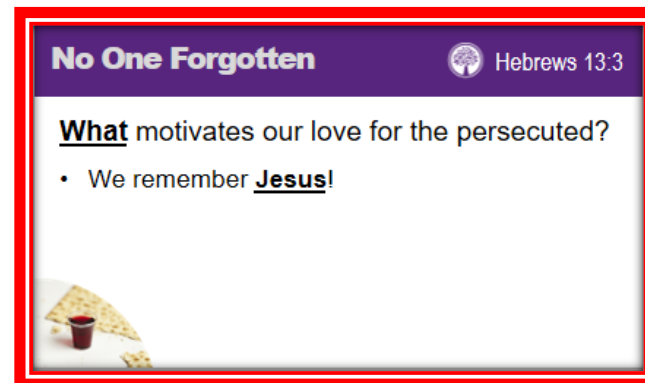 No One Forgotten
Hebrews 13:3
What motivates our love for the persecuted?
• We remember Jesus!